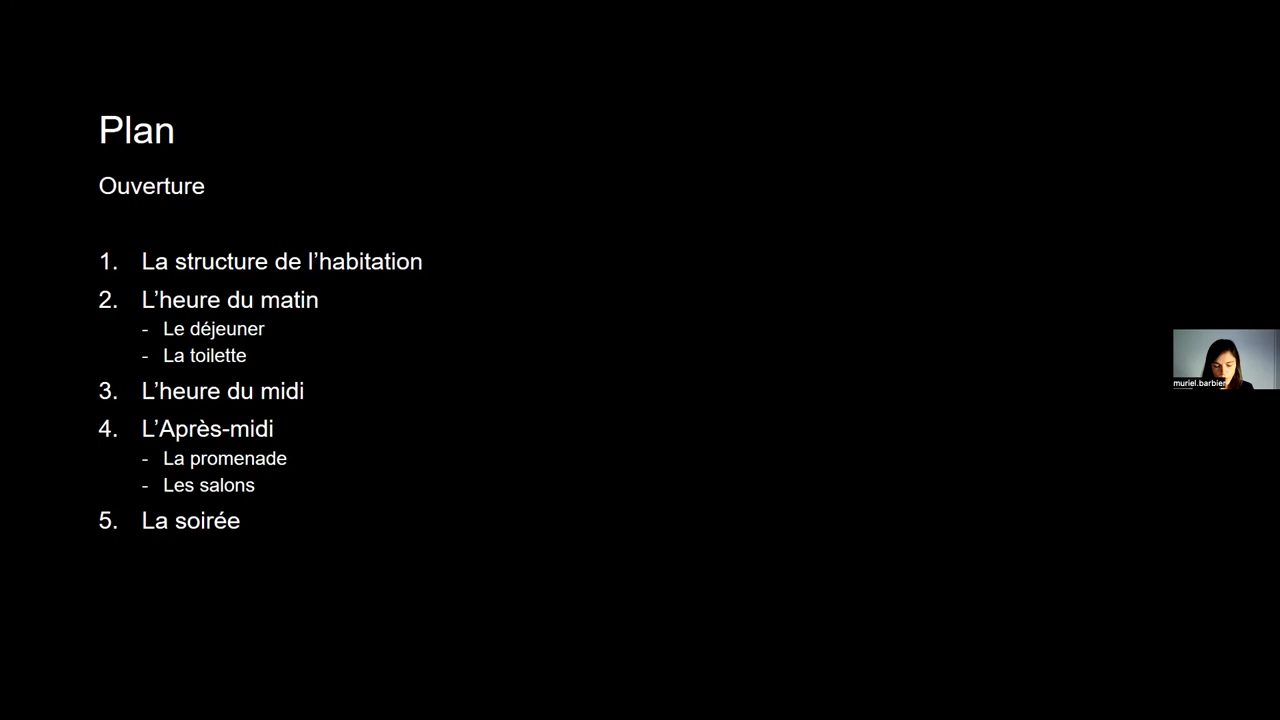 Plan
Ouverture
1. La structure de l’habitation
2. L’heure du matin
- Le déjeuner
- La toilette
3. L’heure du midi
4. L’Après-midi
- La promenade
- Les salons
5. La soirée
muriel.barbier